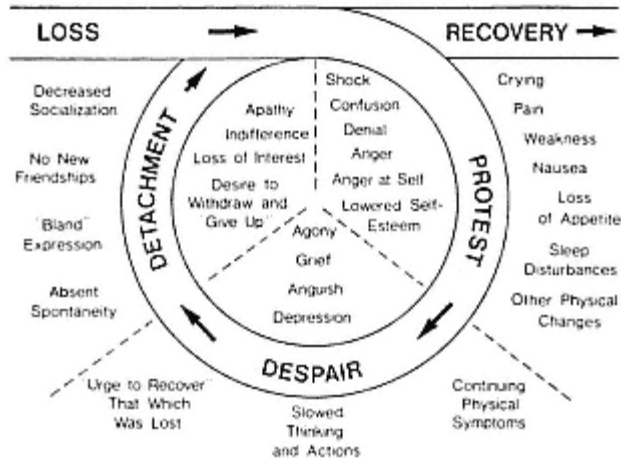 LOSS
RECOVERY
Decreased
Socialization
No New
Friendships
"Bland"
Expression
Absent
Spontaneity
DETACHMENT
Apathy
Indifference
Loss of Interest
Desire to
Withdraw and
"Give Up"
Shock
Confusion
Denial
Anger
Anger at Self
Lowered Self-
Esteem
Agony
Grief
Anguish
Depression
PROTEST
Crying
Pain
Weakness
Nausea
Loss
of Appetite
Sleep
Disturbances
Other Physical
Changes
DESPAIR
"Urge to Recover"
That Which
Was Lost
Slowed
Thinking
and Actions
Continuing
Physical
Symptoms